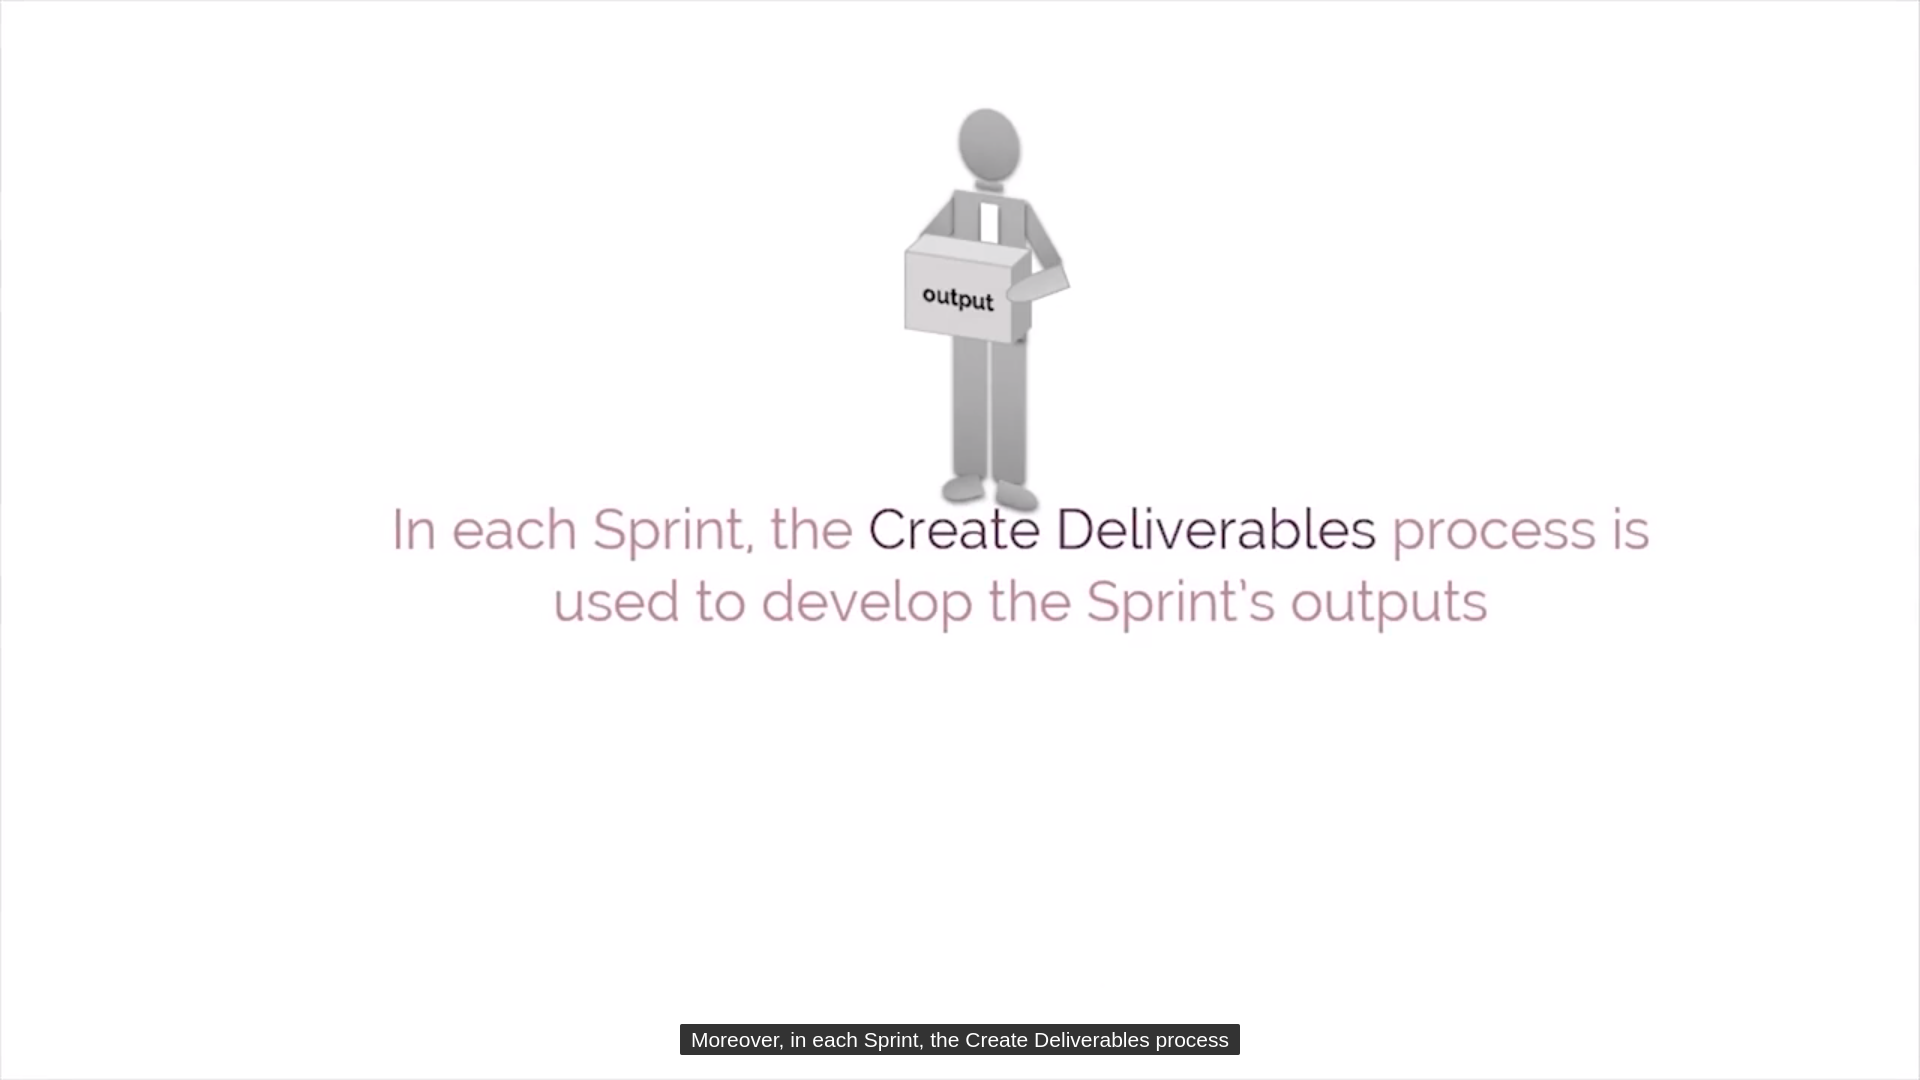 output
In each Sprint, the Create Deliverables process is
used to develop the Sprint's outputs
Moreover, in each Sprint, the Create Deliverables process